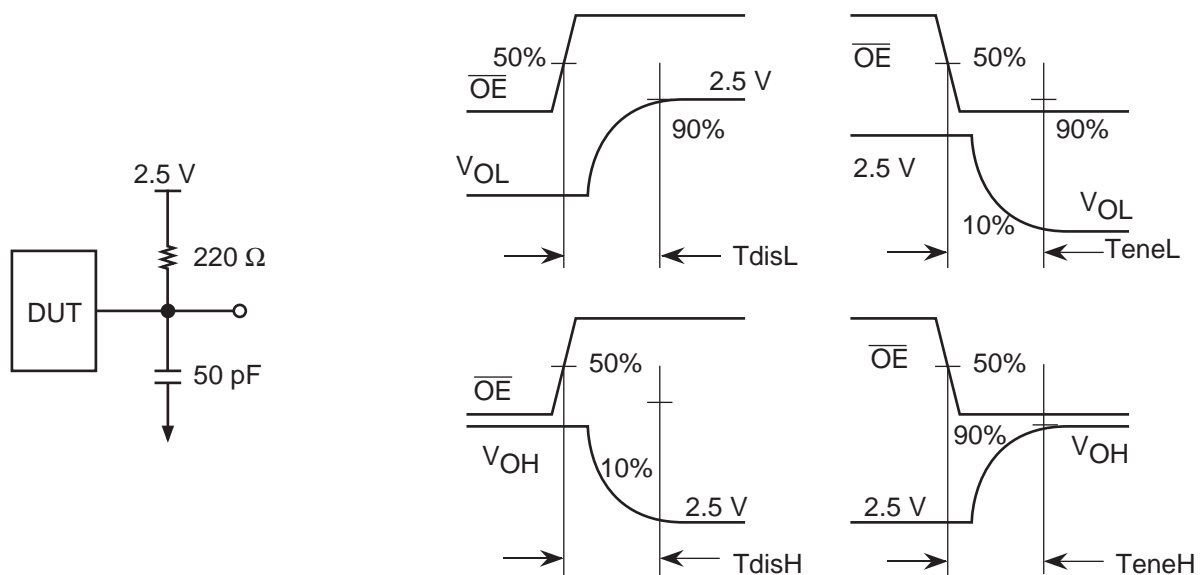 2.5 V
220 Ω
DUT
50 pF
50%
OE
2.5 V
90%
VOL
TdisL
OE
50%
90%
2.5 V
10%
VOL
TeneL
50%
OE
VOH
10%
2.5 V
TdisH
OE
50%
90%
VOH
2.5 V
TeneH